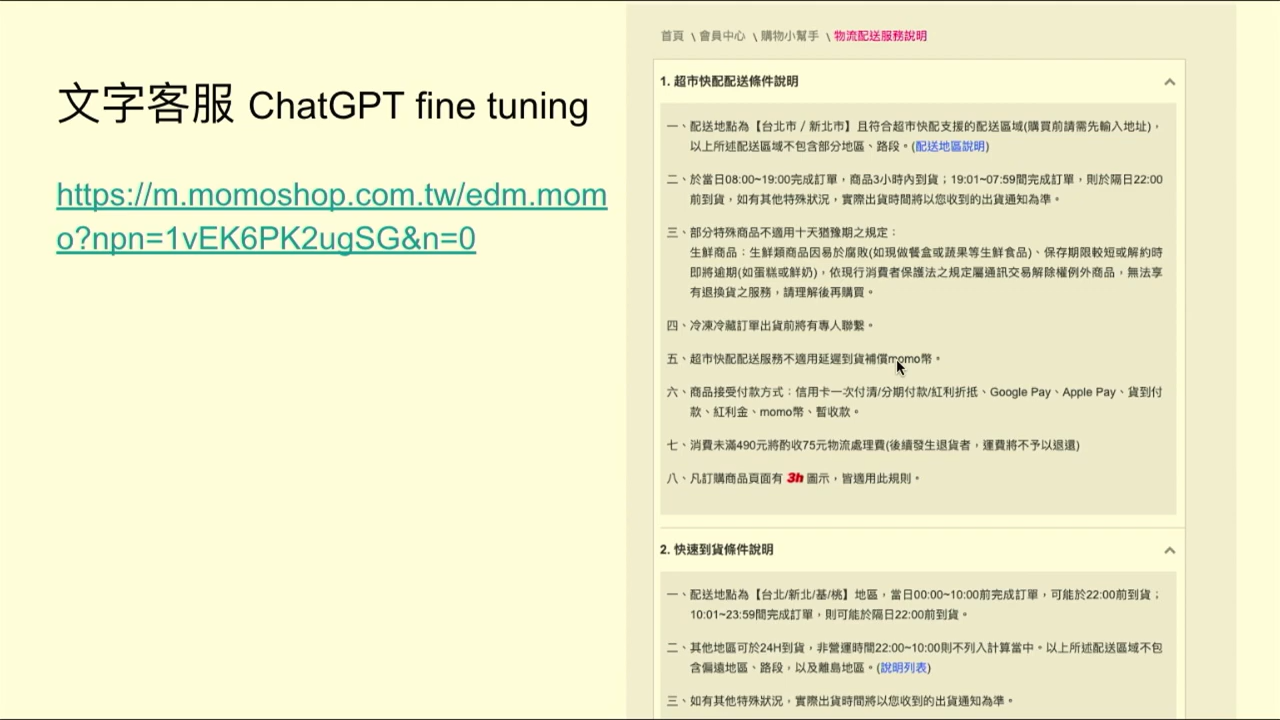 文字客服 ChatGPT fine tuning
https://m.momoshop.com.tw/edm.mom
o?npn=1vEK6PK2ugSG&n=0
首頁 \ 會員中心 \ 購物小幫手 \ 物流配送服務說明
1. 超市快配配送條件說明
一、配送地點為【台北市 / 新北市】且符合超市快配支援的配送區域(購買前請需先輸入地址)，
以上所述配送區域不包含部分地區、路段。(配送地區說明)
二、於當日08:00~19:00完成訂單，商品3小時內到貨；19:01~07:59間完成訂單，則於隔日22:00
前到貨，如有其他特殊狀況，實際出貨時間將以您收到的出貨通知為準。
三、部分特殊商品不適用十天猶豫期之規定：
生鮮商品：生鮮類商品因易於腐敗(如現做餐盒或蔬果等生鮮食品)、保存期限較短或解約時
即將逾期(如蛋糕或鮮奶)，依現行消費者保護法之規定屬通訊交易解除權例外商品，無法享
有退換貨之服務，請理解後再購買。
四、冷凍冷藏訂單出貨前將有專人聯繫。
五、超市快配配送服務不適用延遲到貨補償momo幣。
六、商品接受付款方式：信用卡一次付清/分期付款/紅利折抵、Google Pay、Apple Pay、貨到付
款、紅利金、momo幣、暫收款。
七、消費未滿490元將酌收75元物流處理費(後續發生退貨者，運費將不予以退還)
八、凡訂購商品頁面有 3h 圖示，皆適用此規則。
2. 快速到貨條件說明
一、配送地點為【台北/新北/基/桃】地區，當日00:00~10:00前完成訂單，可能於22:00前到貨；
10:01~23:59間完成訂單，則可能於隔日22:00前到貨。
二、其他地區可於24H到貨，非營運時間22:00~10:00則不列入計算當中。以上所述配送區域不包
含偏遠地區、路段，以及離島地區。(說明列表)
三、如有其他特殊狀況，實際出貨時間將以您收到的出貨通知為準。